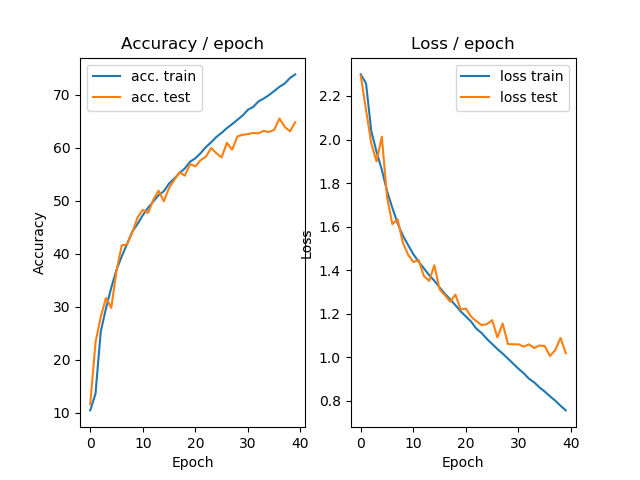 Accuracy / epoch
acc. train
acc. test
70
60
50
40
30
20
10
0
10
20
30
40
Accuracy
Epoch
Loss / epoch
loss train
loss test
2.2
2.0
1.8
1.6
1.4
1.2
1.0
0.8
0
10
20
30
40
Loss
Epoch